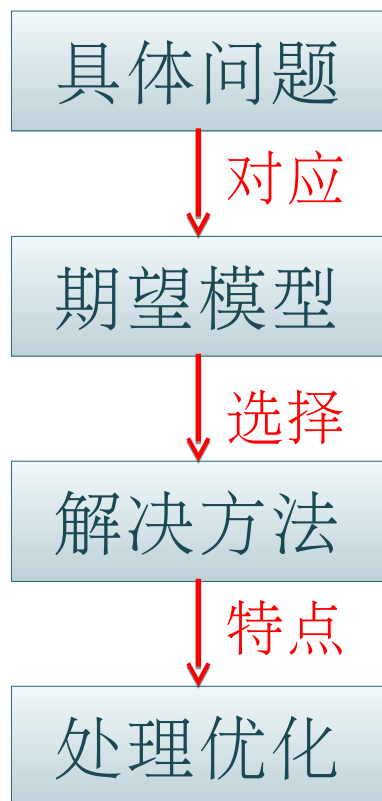 具体问题
对应
期望模型
选择
解决方法
特点
处理优化